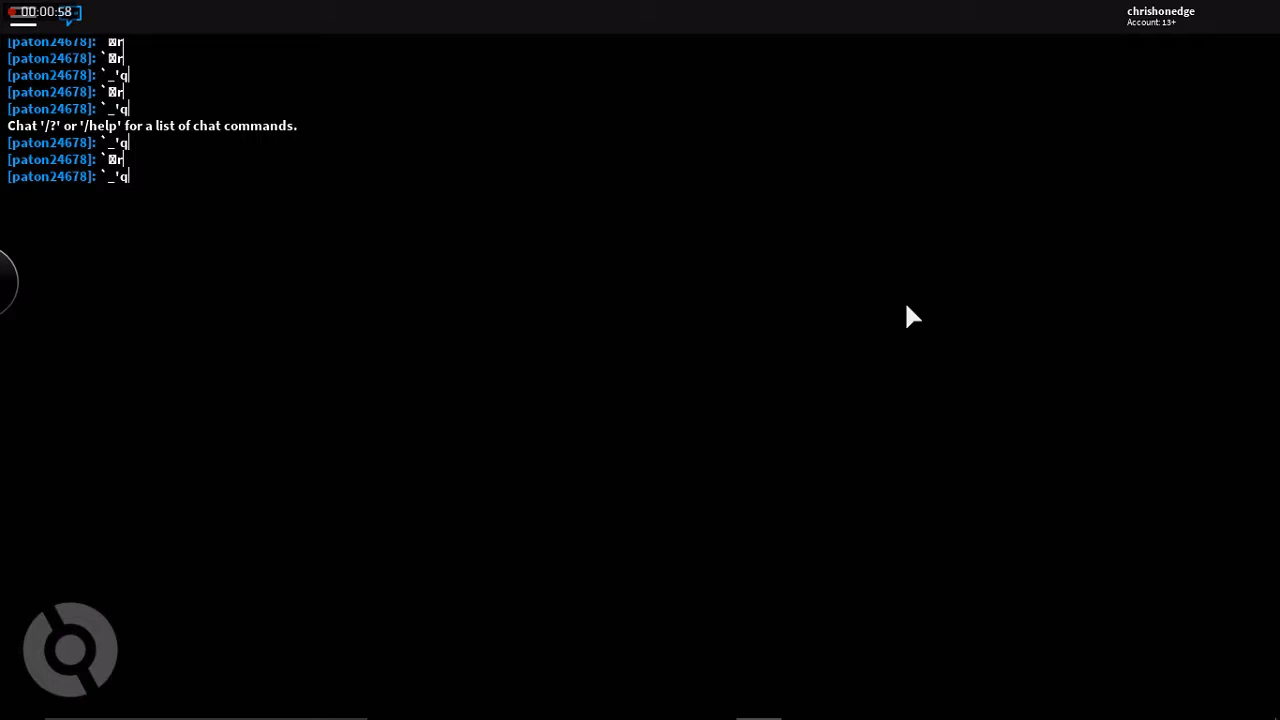 00:00:58
chrishonedge
Account: 13+
[paton24678]: `▯r|
[paton24678]: `▯r|
[paton24678]: `_'q|
[paton24678]: `▯r|
[paton24678]: `_'q|
Chat '/?' or '/help' for a list of chat commands.
[paton24678]: `_'q|
[paton24678]: `▯r|
[paton24678]: `_'q|